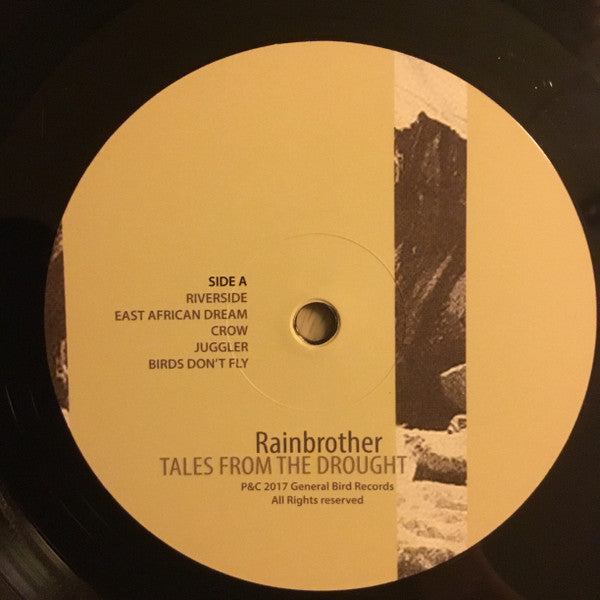 SIDE A
RIVERSIDE
EAST AFRICAN DREAM
CROW
JUGGLER
BIRDS DON'T FLY
Rainbrother
TALES FROM THE DROUGHT
P&C 2017 General Bird Records
All Rights reserved